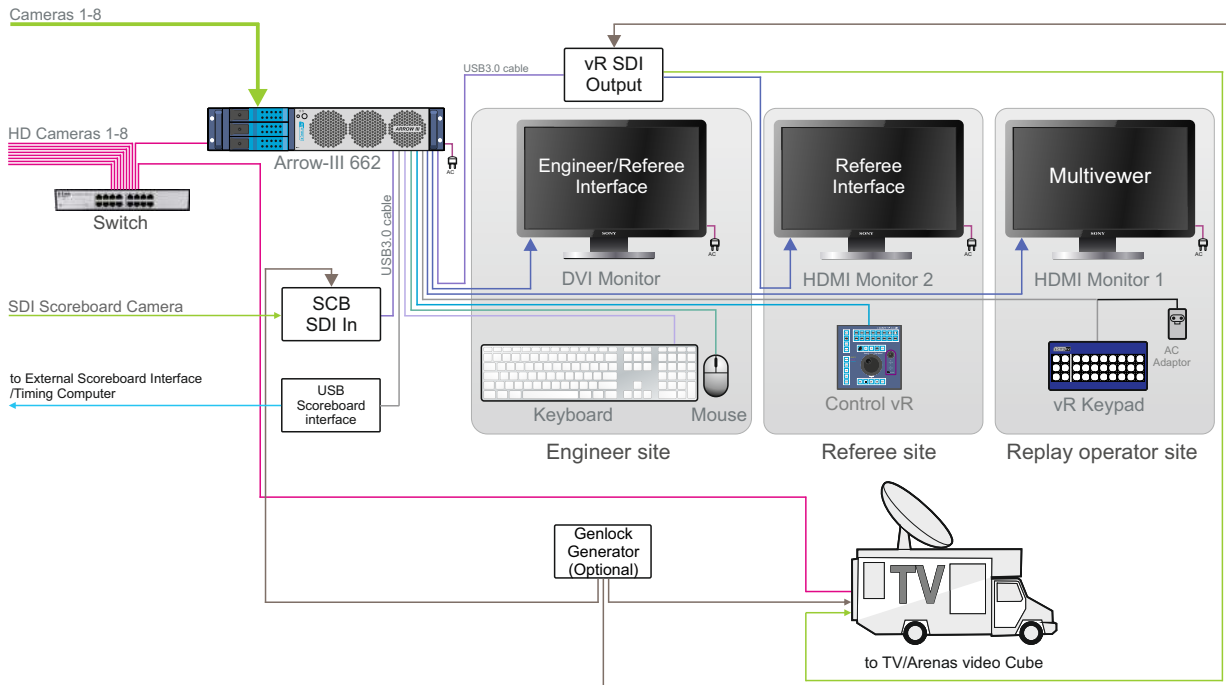 Cameras 1-8
USB3.0 cable
vR SDI
Output
HD Cameras 1-8
ARROW III
Arrow-III 662
AC
Switch
USB3.0 cable
Engineer/Referee
Interface
SONY
AC
DVI Monitor
Referee
Interface
SONY
AC
HDMI Monitor 2
Multivewer
SONY
AC
HDMI Monitor 1
SDI Scoreboard Camera
SCB
SDI In
to External Scoreboard Interface
/Timing Computer
USB
Scoreboard
interface
Keyboard
Mouse
Control vR
vR Keypad
AC
Adaptor
Engineer site
Referee site
Replay operator site
Genlock
Generator
(Optional)
TV
to TV/Arenas video Cube